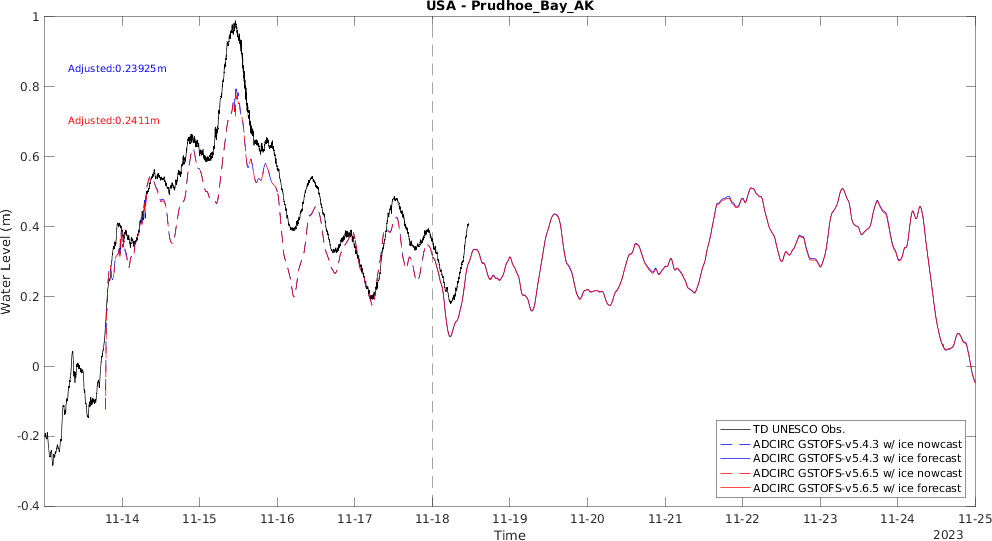 USA - Prudhoe_Bay_AK
1
0.8
0.6
0.4
0.2
0
-0.2
-0.4
Water Level (m)
Adjusted:0.23925m
Adjusted:0.2411m
TD UNESCO Obs.
ADCIRC GSTOFS-v5.4.3 w/ ice nowcast
ADCIRC GSTOFS-v5.4.3 w/ ice forecast
ADCIRC GSTOFS-v5.6.5 w/ ice nowcast
ADCIRC GSTOFS-v5.6.5 w/ ice forecast
11-14 11-15 11-16 11-17 11-18 11-19 11-20 11-21 11-22 11-23 11-24 11-25
Time
2023